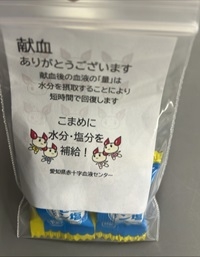 献血
ありがとうございます
献血後の血液の「量」は
水分を摂取することにより
短時間で回復します
こまめに
水分・塩分を
補給！
愛知県赤十字血液センター